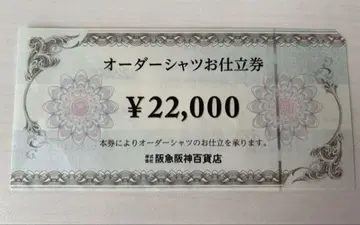 オーダーシャツお仕立券
￥22,000
本券によりオーダーシャツのお仕立を承ります。
株式会社 阪急阪神百貨店